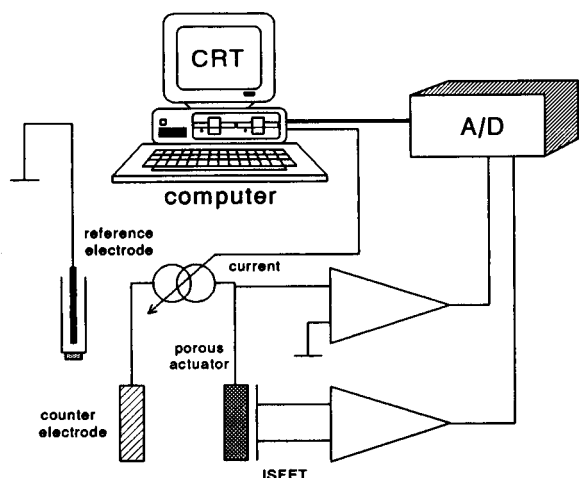 CRT
A/D
computer
reference
electrode
current
porous
actuator
counter
electrode
ISFET